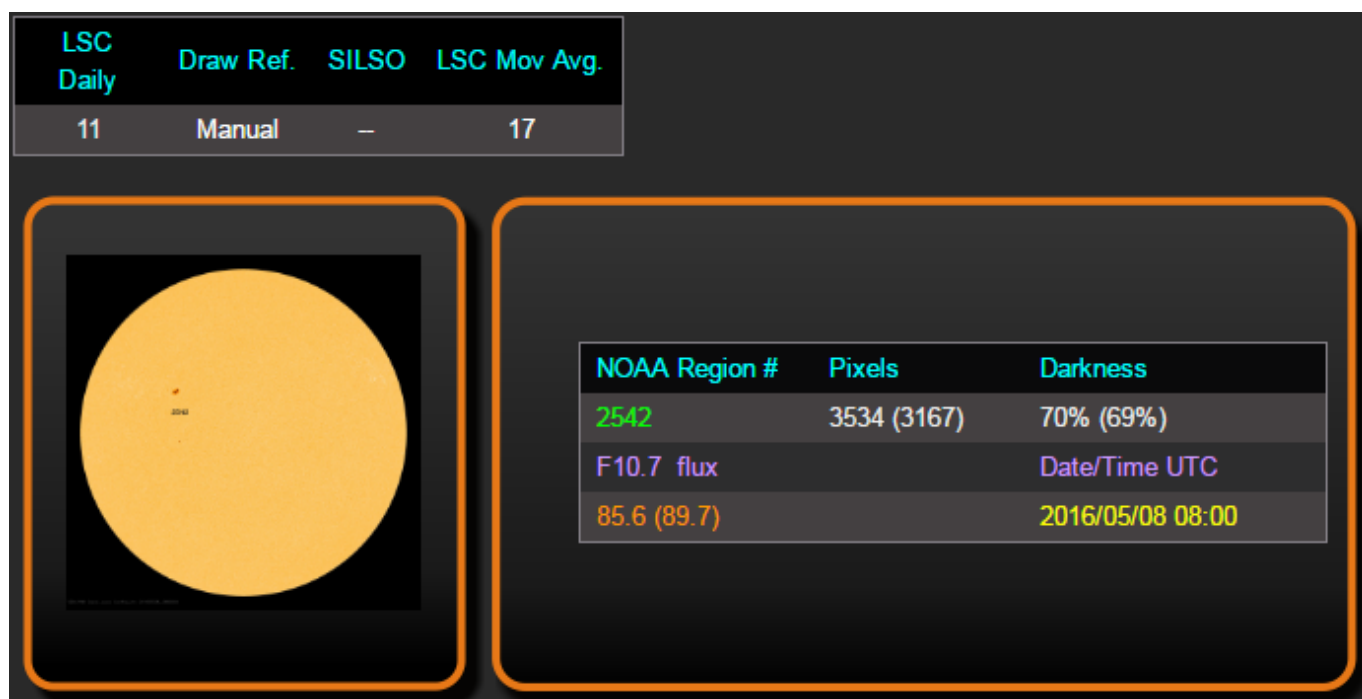 LSC Daily Draw Ref. SILSO LSC Mov Avg.
11 Manual -- 17
2542
NOAA Region # Pixels Darkness
2542 3534 (3167) 70% (69%)
F10.7 flux Date/Time UTC
85.6 (89.7) 2016/05/08 08:00